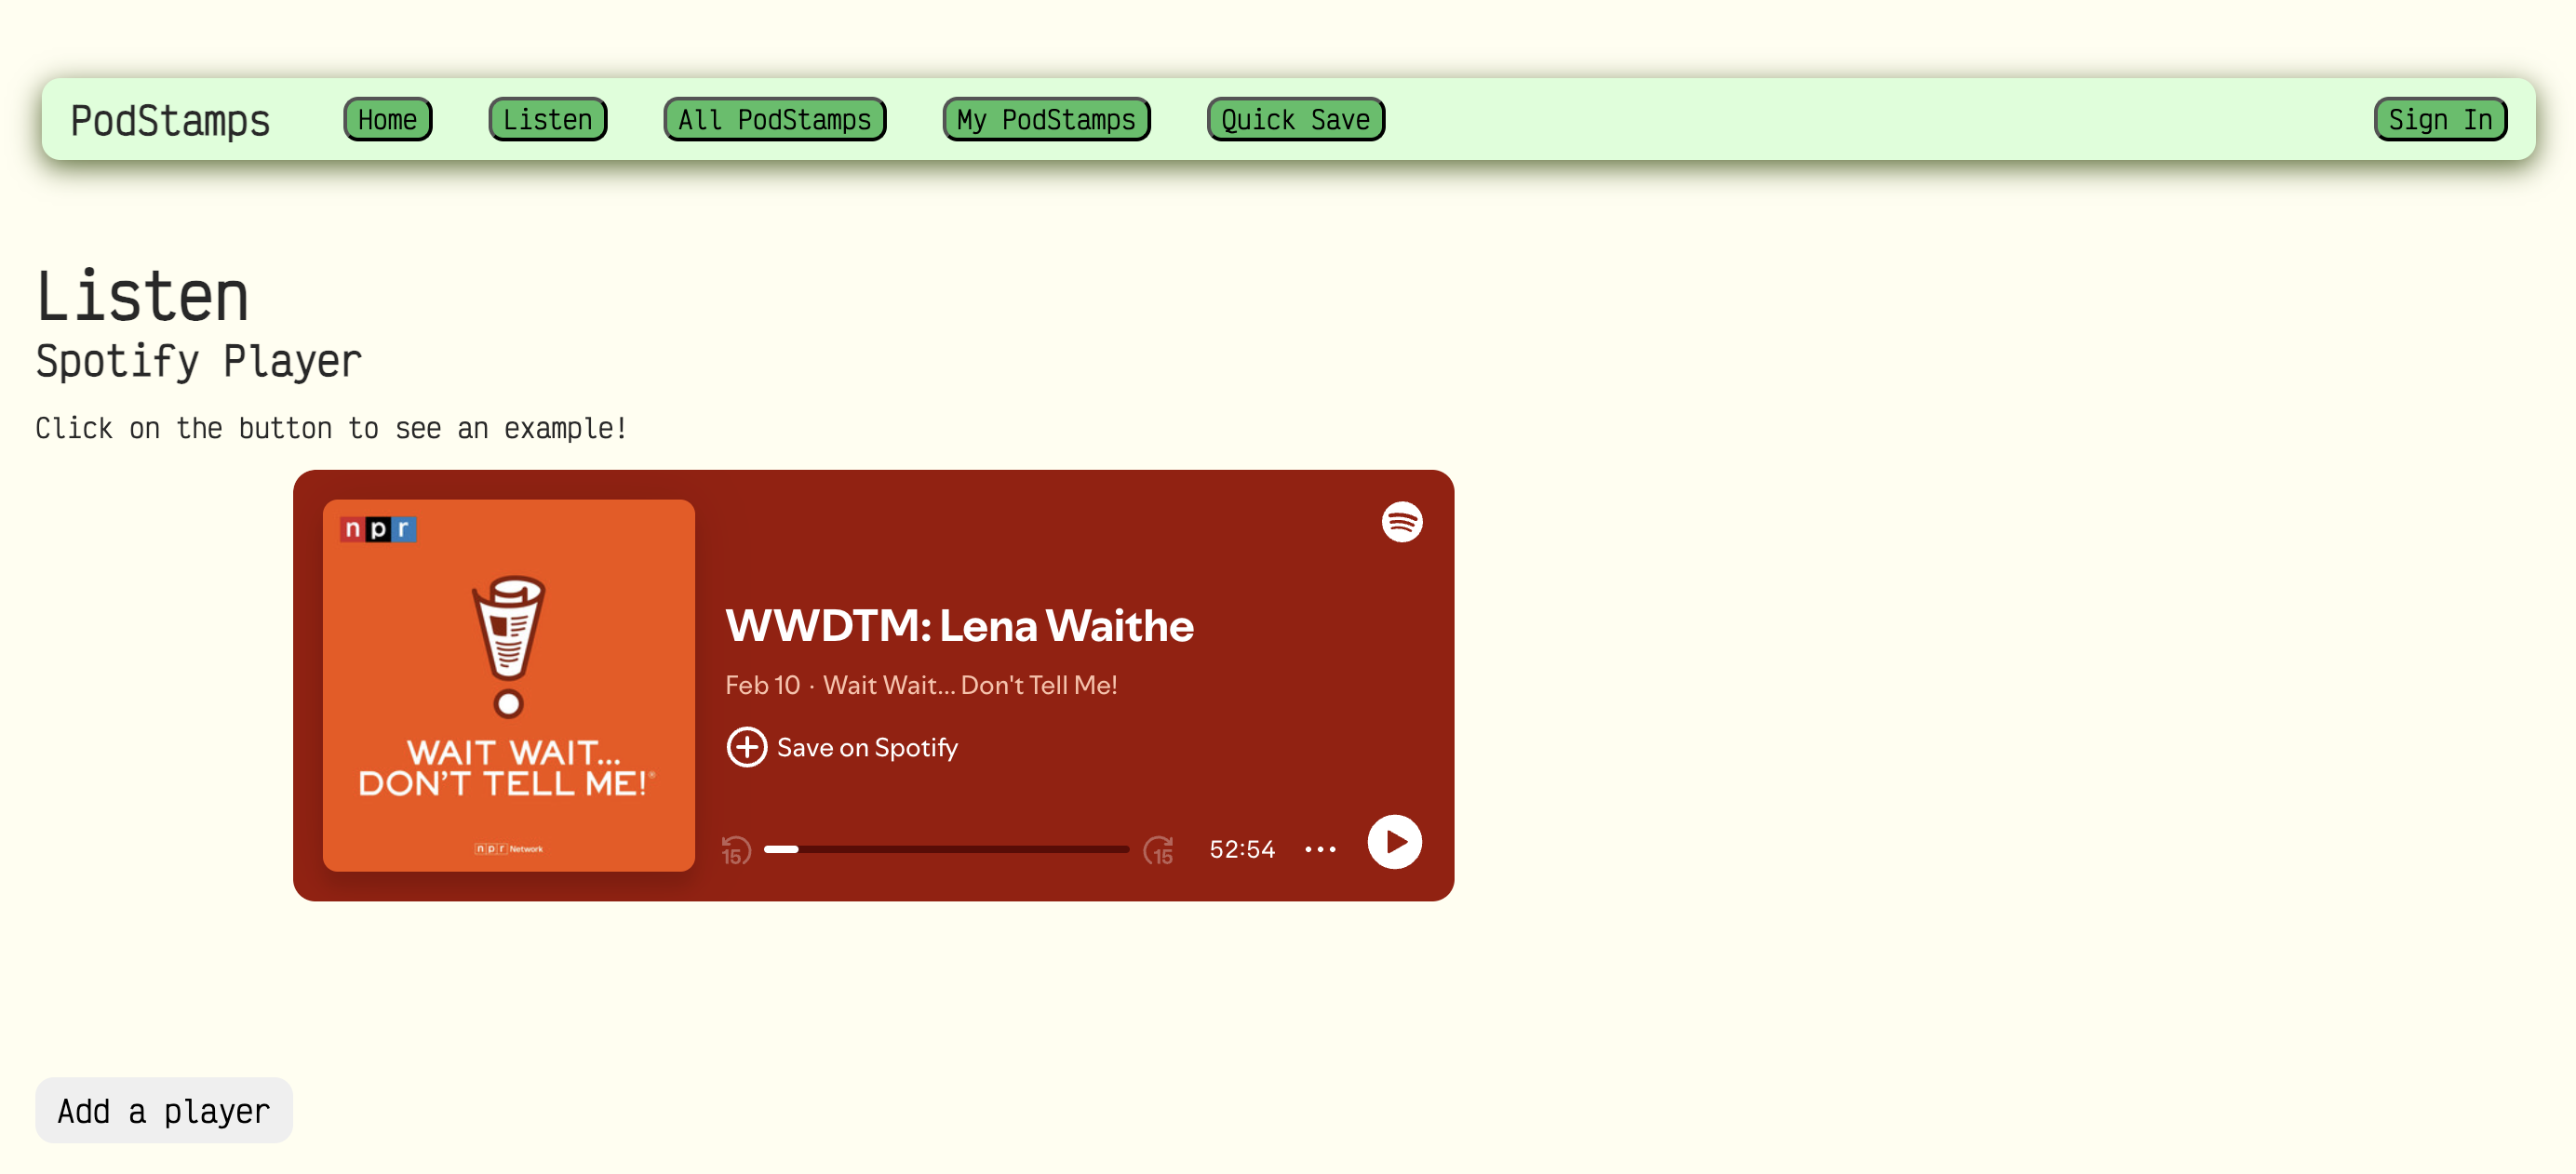 PodStamps Home Listen All PodStamps My PodStamps Quick Save Sign In
Listen
Spotify Player
Click on the button to see an example!
npr
WAIT WAIT...
DON'T TELL ME!®
npr Network
WWDTM: Lena Waithe
Feb 10 · Wait Wait... Don't Tell Me!
Save on Spotify
15 15 52:54
Add a player